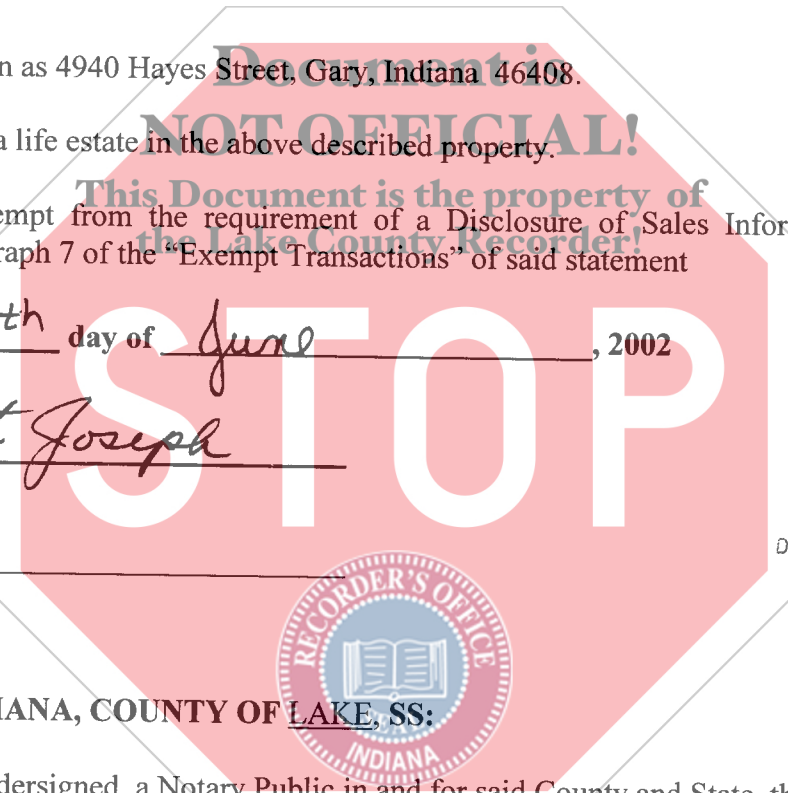 Document is
n as 4940 Hayes Street, Gary, Indiana 46408.
NOT OFFICIAL!
a life estate in the above described property.
This Document is the property of
empt from the requirement of a Disclosure of Sales Infor
the Lake County Recorder!
raph 7 of the “Exempt Transactions” of said statement
th day of June, 2002
STOP
t Joseph
D
RECORDER'S OFFICE
SEAL
INDIANA
IANA, COUNTY OF LAKE, SS:
dersigned, a Notary Public in and for said County and State, th